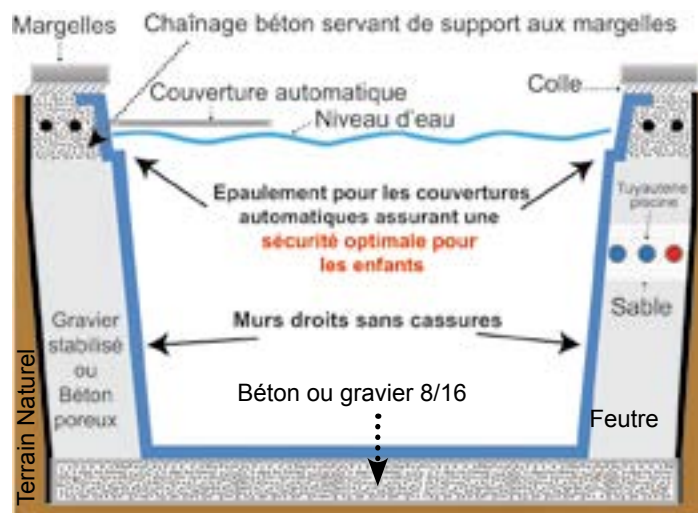 Margelles
Chaînage béton servant de support aux margelles
Couverture automatique
Colle
Niveau d'eau
Epaulement pour les couvertures
automatiques assurant une
sécurité optimale pour
les enfants
Tuyauterie
piscine
Sable
Murs droits sans cassures
Gravier
stabilisé
ou
Béton
poreux
Béton ou gravier 8/16
Feutre
Terrain Naturel